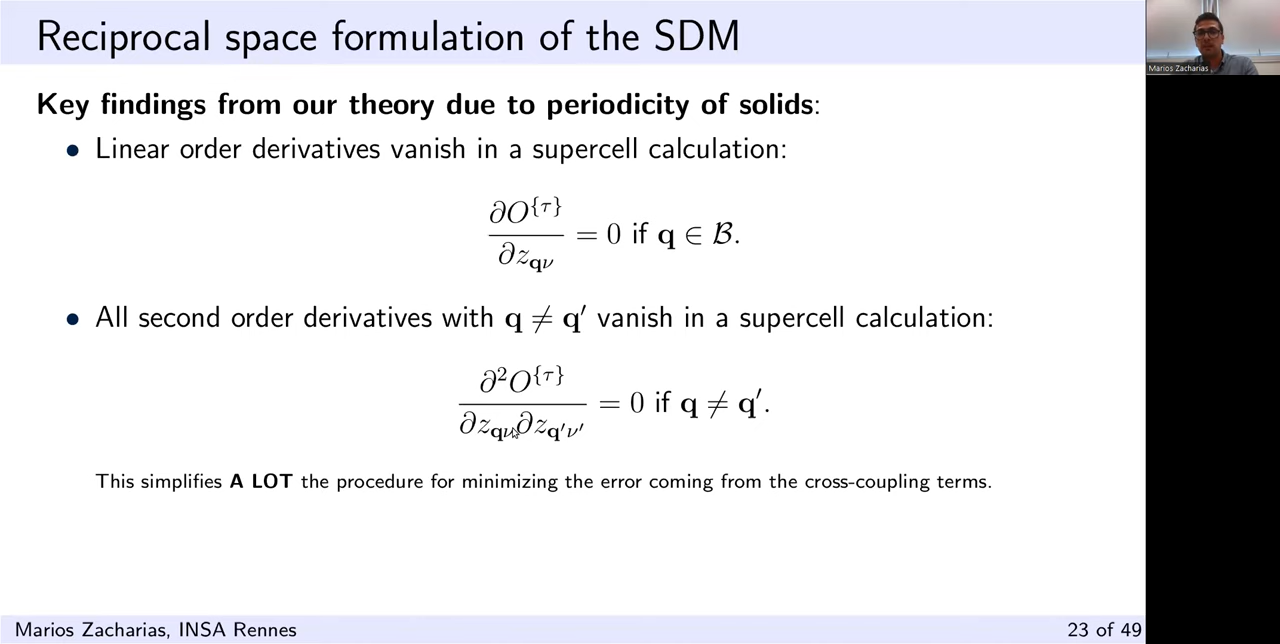 Reciprocal space formulation of the SDM
Marios Zacharias
Key findings from our theory due to periodicity of solids:
• Linear order derivatives vanish in a supercell calculation:
∂O^{τ} / ∂z_{qν} = 0 if q ∈ ℬ.
• All second order derivatives with q ≠ q′ vanish in a supercell calculation:
∂²O^{τ} / ∂z_{qν}∂z_{q′ν′} = 0 if q ≠ q′.
This simplifies A LOT the procedure for minimizing the error coming from the cross-coupling terms.
Marios Zacharias, INSA Rennes 23 of 49